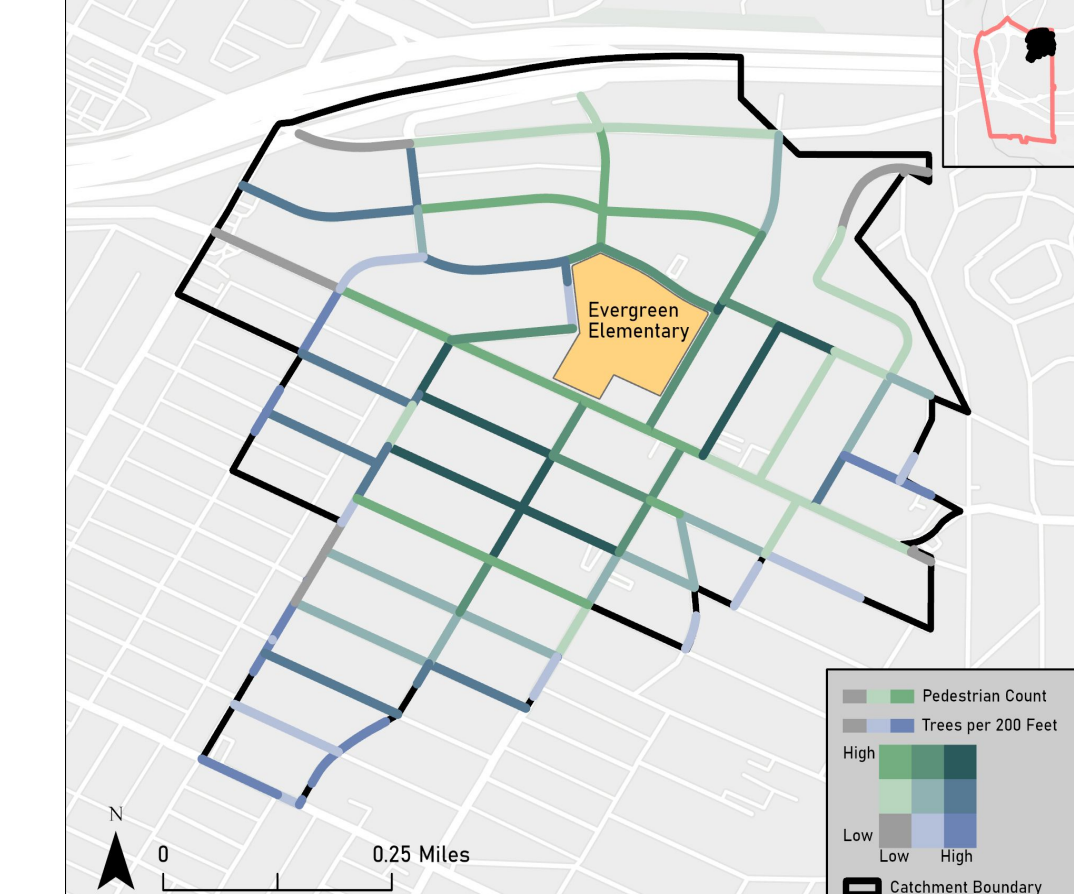 Evergreen
Elementary
Pedestrian Count
Trees per 200 Feet
High
Low
Low High
Catchment Boundary
N
0 0.25 Miles